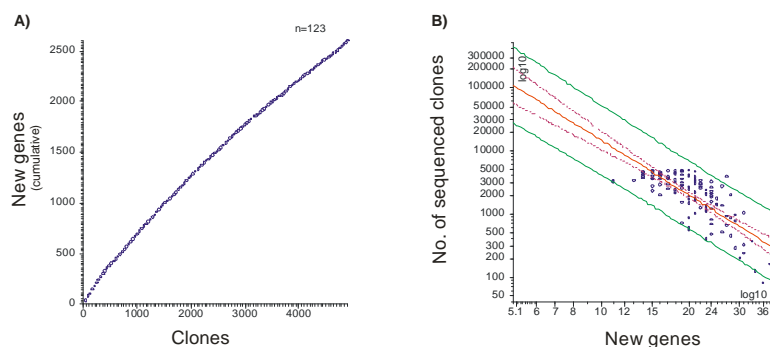 A)
n=123
New genes
(cumulative)
2500
2000
1500
1000
500
0
0 1000 2000 3000 4000
Clones
B)
No. of sequenced clones
log10
300000
200000
100000
50000
30000
20000
10000
5000
3000
2000
1000
500
300
200
100
50
log10
5.1 6 7 8 10 12 15 20 24 30 36
New genes